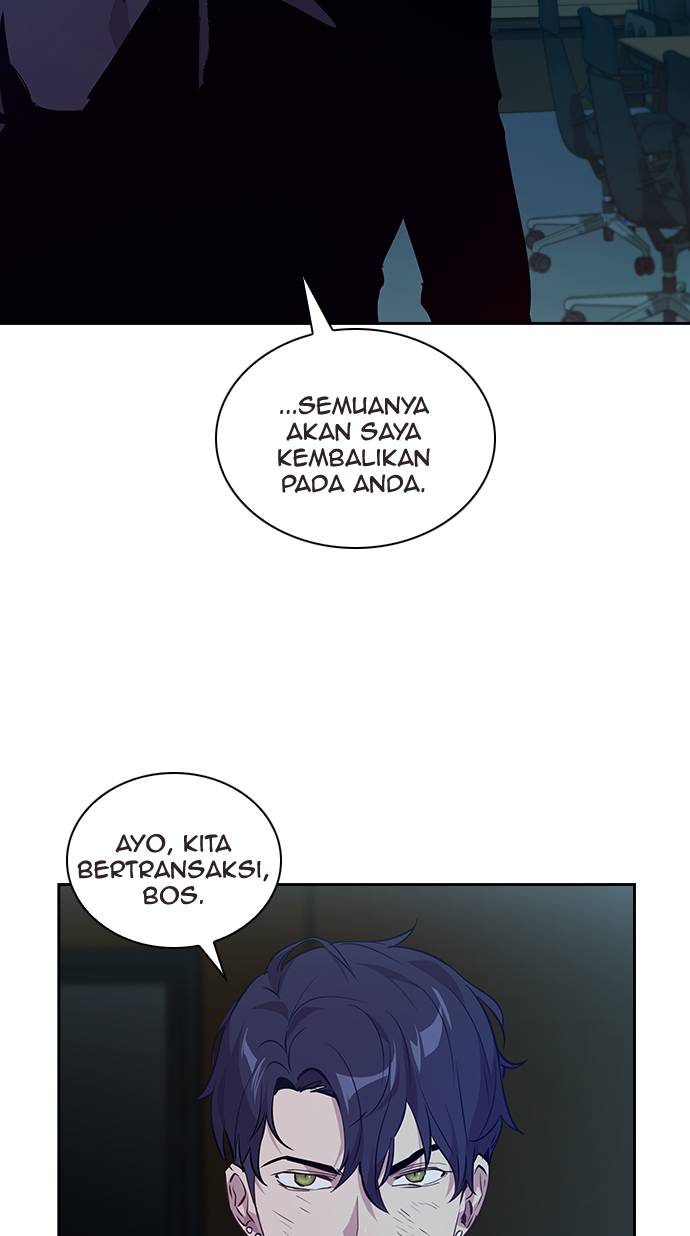 ...SEMUANYA
AKAN SAYA
KEMBALIKAN
PADA ANDA.
AYO, KITA
BERTRANSAKSI,
BOS.